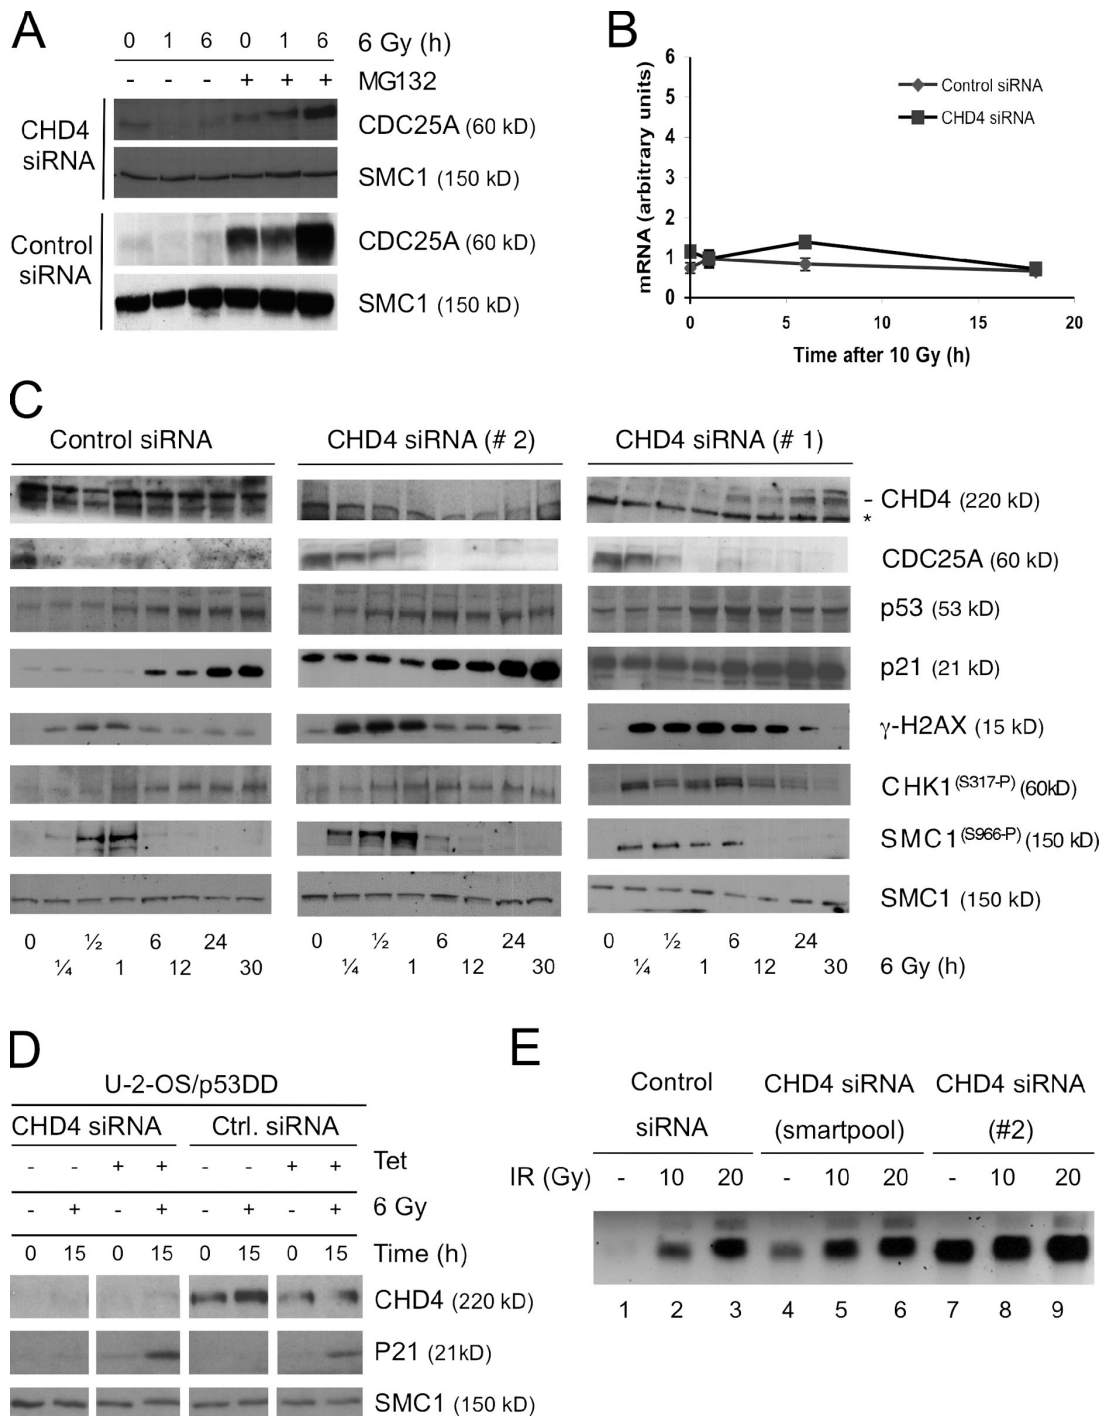 A
0 1 6 0 1 6 6 Gy (h)
- - - + + + MG132
CHD4 siRNA
CDC25A (60 kD)
SMC1 (150 kD)
Control siRNA
CDC25A (60 kD)
SMC1 (150 kD)
B
mRNA (arbitrary units)
6
5
4
3
2
1
0
0 5 10 15 20
Time after 10 Gy (h)
Control siRNA
CHD4 siRNA
C
Control siRNA CHD4 siRNA (# 2) CHD4 siRNA (# 1)
– CHD4 (220 kD)
*
CDC25A (60 kD)
p53 (53 kD)
p21 (21 kD)
γ-H2AX (15 kD)
CHK1(S317-P) (60kD)
SMC1(S966-P) (150 kD)
SMC1 (150 kD)
0 ½ 6 24 0 ½ 6 24 0 ½ 6 24
¼ 1 12 30 ¼ 1 12 30 ¼ 1 12 30 6 Gy (h)
D
U-2-OS/p53DD
CHD4 siRNA Ctrl. siRNA
- - + + - - + + Tet
- + - + - + - + 6 Gy
0 15 0 15 0 15 0 15 Time (h)
CHD4 (220 kD)
P21 (21kD)
SMC1 (150 kD)
E
Control CHD4 siRNA CHD4 siRNA
siRNA (smartpool) (#2)
IR (Gy) - 10 20 - 10 20 - 10 20
1 2 3 4 5 6 7 8 9